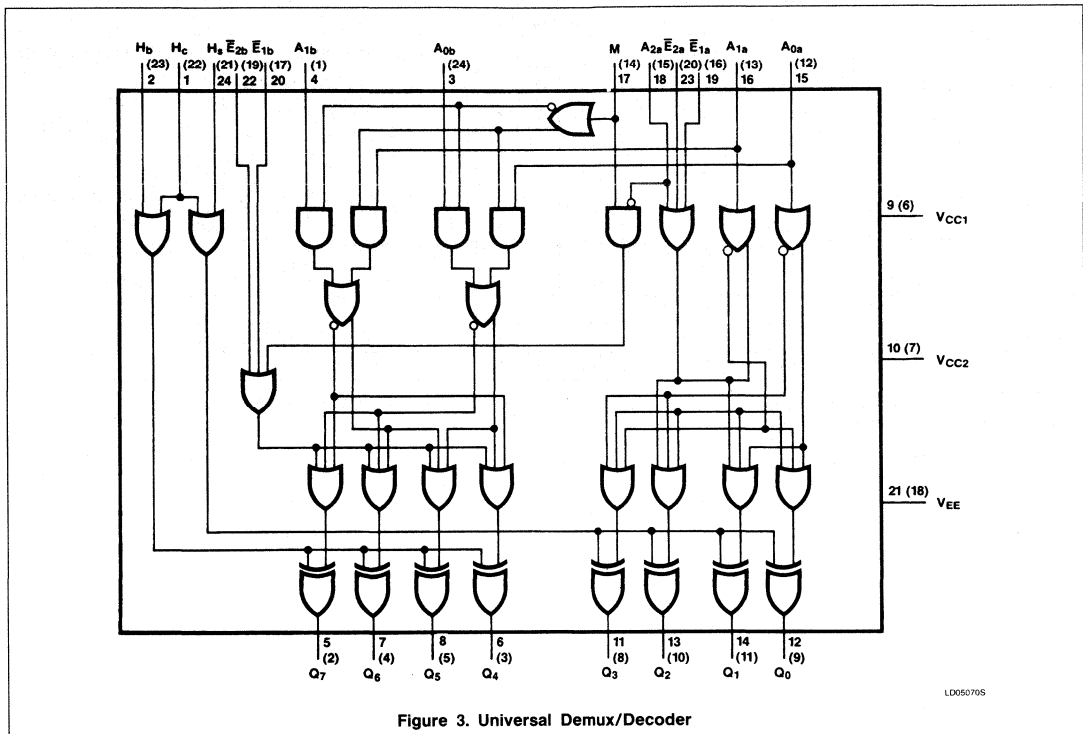 Hb Hc Hs E̅2b E̅1b A1b A0b M A2a E̅2a E̅1a A1a A0a
(23) (22) (21) (19) (17) (1) (24) (14) (15) (20) (16) (13) (12)
2 1 24 22 20 4 3 17 18 23 19 16 15
9 (6) VCC1
10 (7) VCC2
21 (18) VEE
5 7 8 6 11 13 14 12
(2) (4) (5) (3) (8) (10) (11) (9)
Q7 Q6 Q5 Q4 Q3 Q2 Q1 Q0
LD05070S
Figure 3. Universal Demux/Decoder